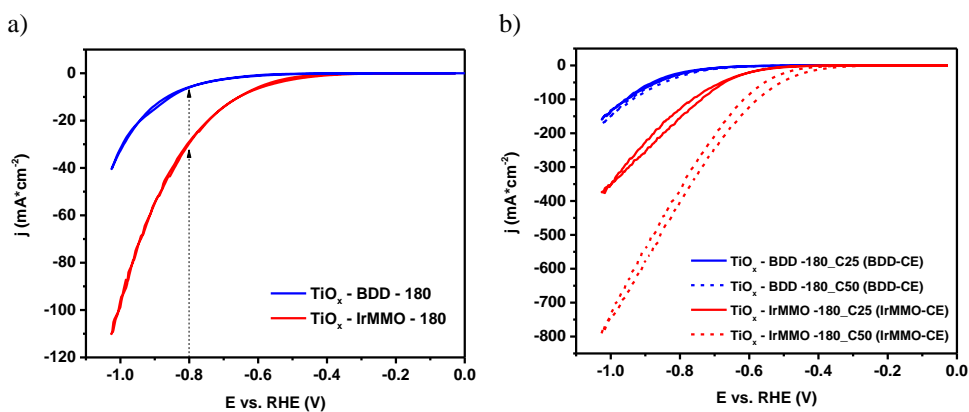 a)
0
-20
-40
-60
-80
-100
-120
j (mA*cm-2)
TiOx - BDD - 180
TiOx - IrMMO - 180
-1.0 -0.8 -0.6 -0.4 -0.2 0.0
E vs. RHE (V)
b)
0
-100
-200
-300
-400
-500
-600
-700
-800
j (mA*cm-2)
TiOx - BDD -180_C25 (BDD-CE)
TiOx - BDD -180_C50 (BDD-CE)
TiOx - IrMMO -180_C25 (IrMMO-CE)
TiOx - IrMMO -180_C50 (IrMMO-CE)
-1.0 -0.8 -0.6 -0.4 -0.2 0.0
E vs. RHE (V)